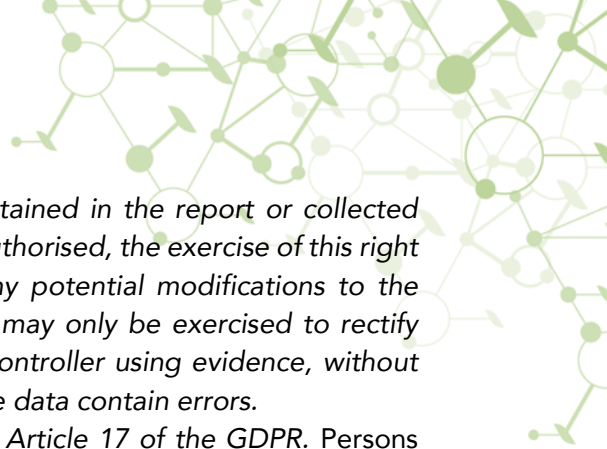 tained in the report or collected
uthorised, the exercise of this right
ny potential modifications to the
may only be exercised to rectify
ontroller using evidence, without
e data contain errors.
Article 17 of the GDPR. Persons